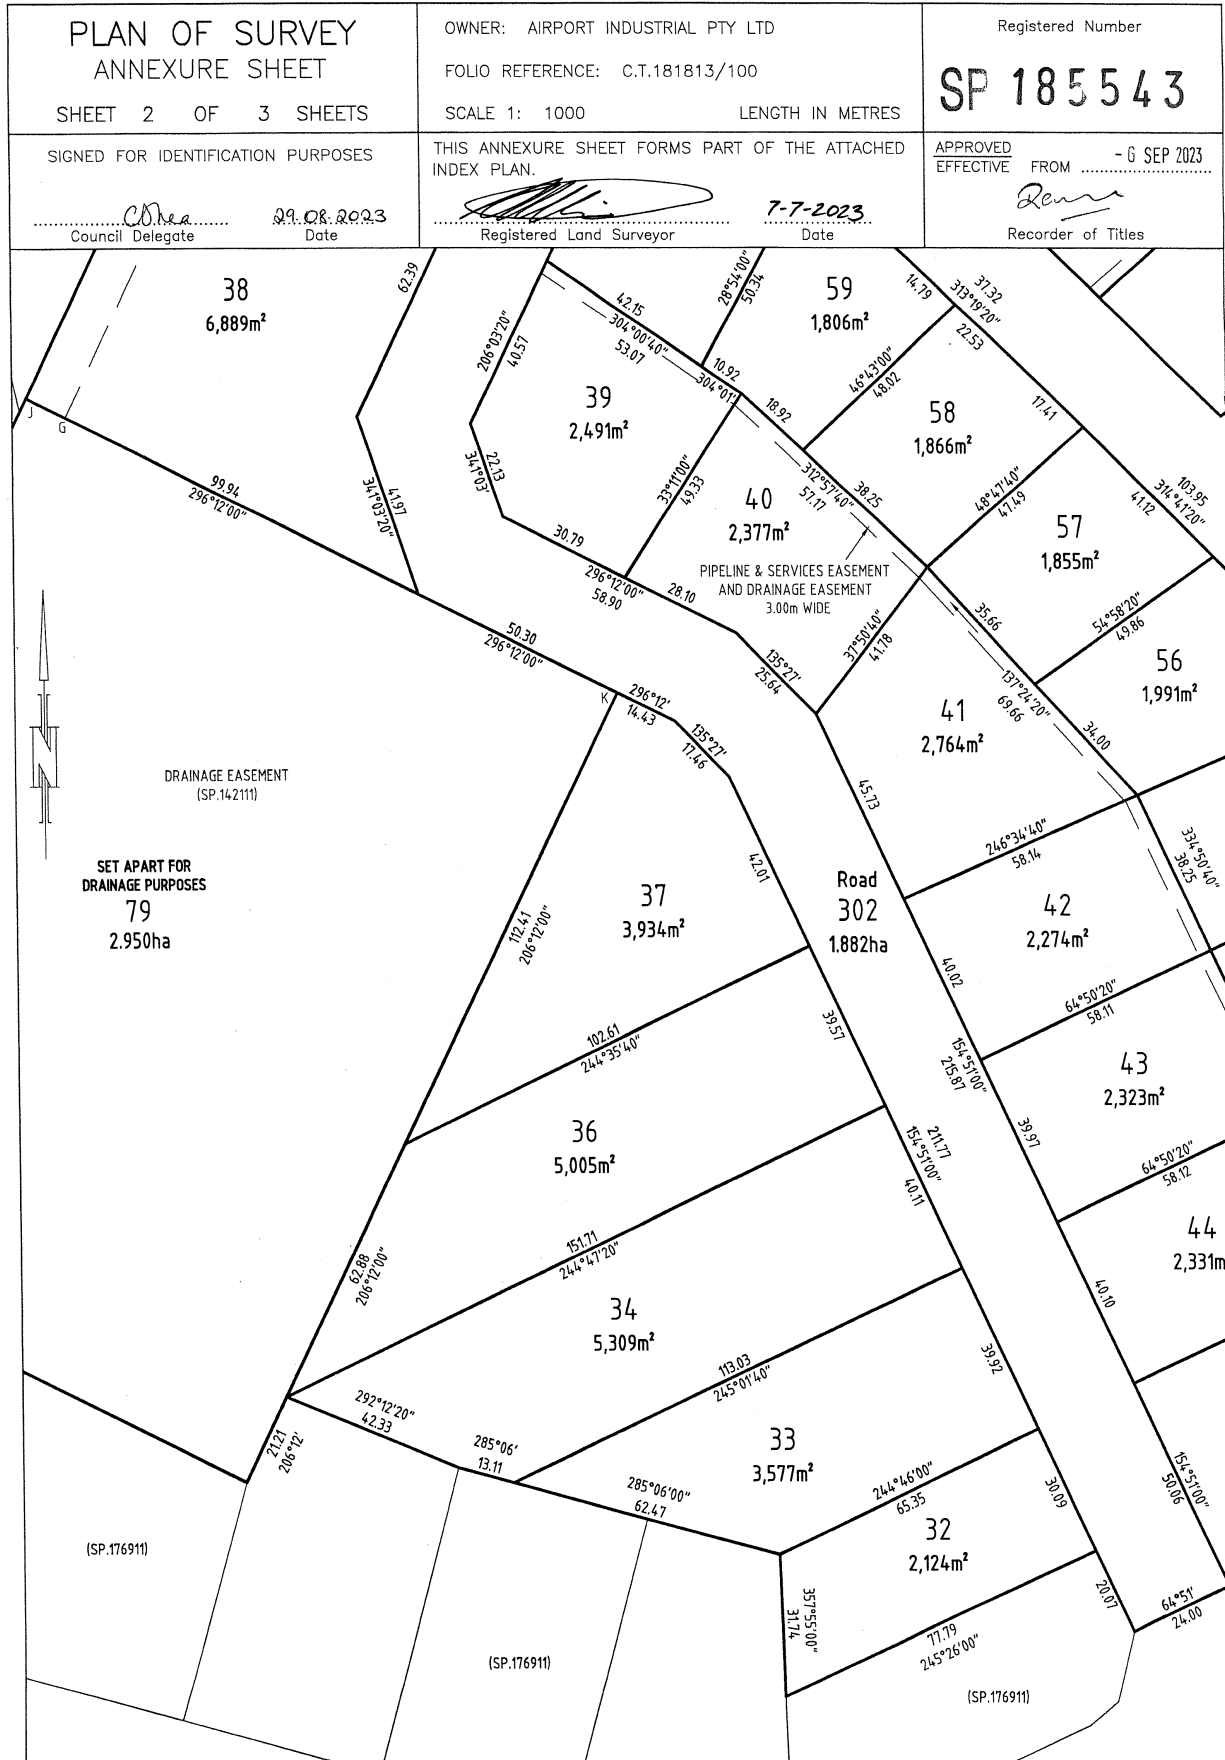 PLAN OF SURVEY
ANNEXURE SHEET
SHEET 2 OF 3 SHEETS
OWNER: AIRPORT INDUSTRIAL PTY LTD
FOLIO REFERENCE: C.T.181813/100
SCALE 1: 1000 LENGTH IN METRES
Registered Number
SP 185543
SIGNED FOR IDENTIFICATION PURPOSES
29.08.2023
Council Delegate Date
THIS ANNEXURE SHEET FORMS PART OF THE ATTACHED
INDEX PLAN.
7-7-2023
Registered Land Surveyor Date
APPROVED
EFFECTIVE FROM - 6 SEP 2023
Recorder of Titles
38
6,889m²
62.39
206°03'20"
40.57
42.15
304°00'40"
53.07
28°54'00"
50.34
59
1,806m²
14.79
37.32
313°19'20"
22.53
10.92
304°01'
46°43'00"
48.02
J
G
39
2,491m²
18.92
58
1,866m²
17.41
99.94
296°12'00"
41.97
341°03'20"
22.13
341°03'
33°11'00"
49.33
312°57'40"
57.17
38.25
48°47'40"
47.49
103.95
314°41'20"
41.12
40
2,377m²
57
1,855m²
30.79
296°12'00"
58.90
28.10
PIPELINE & SERVICES EASEMENT
AND DRAINAGE EASEMENT
3.00m WIDE
50.30
296°12'00"
135°27'
25.64
37°50'40"
41.78
35.66
54°58'20"
49.86
56
1,991m²
K
296°12'
14.43
135°27'
17.46
41
2,764m²
137°24'20"
69.66
34.00
N
DRAINAGE EASEMENT
(SP.142111)
45.73
246°34'40"
58.14
334°50'40"
38.25
SET APART FOR
DRAINAGE PURPOSES
79
2.950ha
42.01
37
3,934m²
Road
302
1.882ha
42
2,274m²
112.41
206°12'00"
40.02
64°50'20"
58.11
102.61
244°35'40"
39.57
154°51'00"
215.87
43
2,323m²
36
5,005m²
39.97
211.77
154°51'00"
40.11
64°50'20"
58.12
44
2,331m
62.88
206°12'00"
151.71
244°47'20"
40.10
34
5,309m²
39.92
113.03
245°01'40"
292°12'20"
42.33
285°06'
13.11
21.21
206°12'
33
3,577m²
285°06'00"
62.47
244°46'00"
65.35
30.09
154°51'00"
50.06
32
2,124m²
(SP.176911)
357°55'00"
31.74
20.07
64°51'
24.00
77.79
245°26'00"
(SP.176911)
(SP.176911)